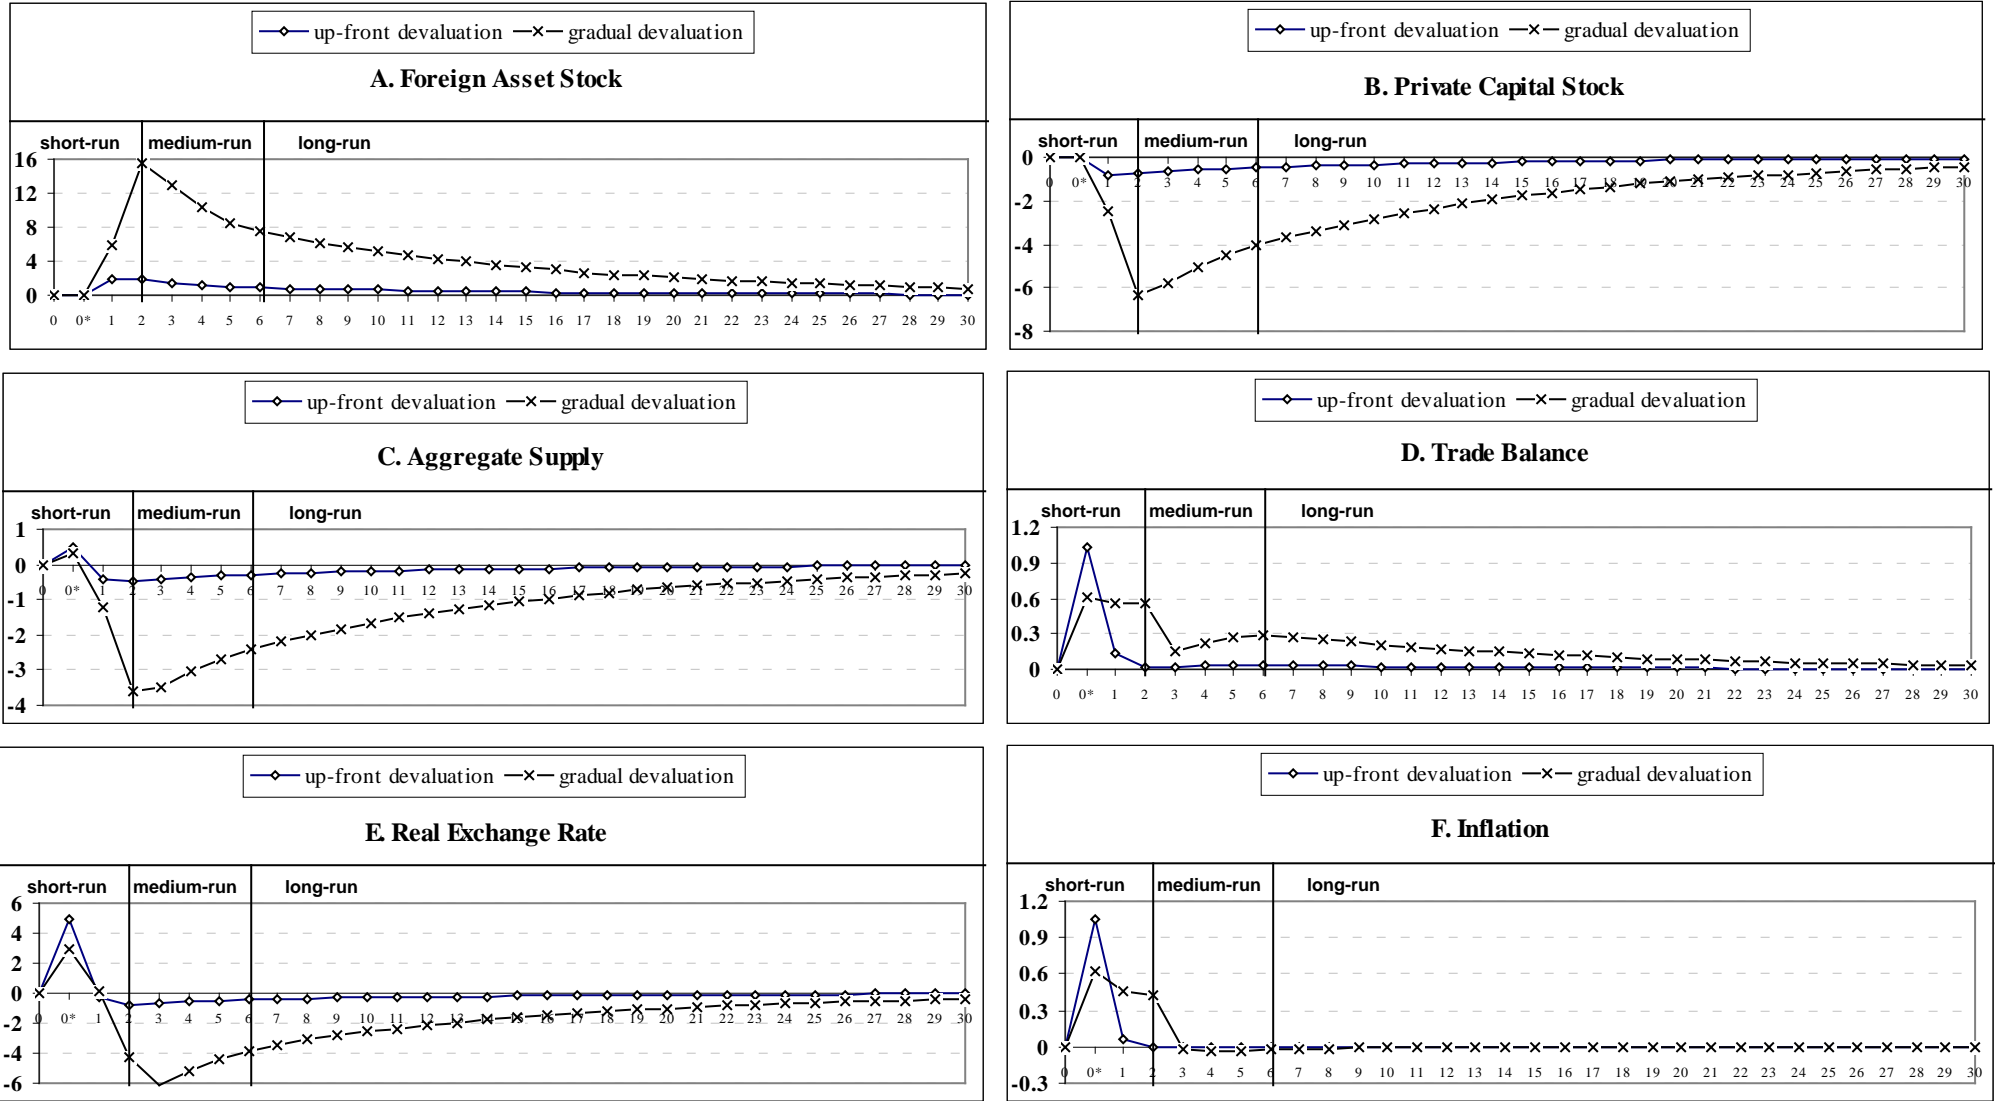 up-front devaluation gradual devaluation
A. Foreign Asset Stock
short-run medium-run long-run
16
12
8
4
0
0 0* 1 2 3 4 5 6 7 8 9 10 11 12 13 14 15 16 17 18 19 20 21 22 23 24 25 26 27 28 29 30
up-front devaluation gradual devaluation
B. Private Capital Stock
short-run medium-run long-run
0
0 0* 1 2 3 4 5 6 7 8 9 10 11 12 13 14 15 16 17 18 19 20 21 22 23 24 25 26 27 28 29 30
-2
-4
-6
-8
up-front devaluation gradual devaluation
C. Aggregate Supply
short-run medium-run long-run
1
0
0 0* 1 2 3 4 5 6 7 8 9 10 11 12 13 14 15 16 17 18 19 20 21 22 23 24 25 26 27 28 29 30
-1
-2
-3
-4
up-front devaluation gradual devaluation
D. Trade Balance
short-run medium-run long-run
1.2
0.9
0.6
0.3
0
0 0* 1 2 3 4 5 6 7 8 9 10 11 12 13 14 15 16 17 18 19 20 21 22 23 24 25 26 27 28 29 30
up-front devaluation gradual devaluation
E. Real Exchange Rate
short-run medium-run long-run
6
4
2
0
0 0* 1 2 3 4 5 6 7 8 9 10 11 12 13 14 15 16 17 18 19 20 21 22 23 24 25 26 27 28 29 30
-2
-4
-6
up-front devaluation gradual devaluation
F. Inflation
short-run medium-run long-run
1.2
0.9
0.6
0.3
0
0 0* 1 2 3 4 5 6 7 8 9 10 11 12 13 14 15 16 17 18 19 20 21 22 23 24 25 26 27 28 29 30
-0.3